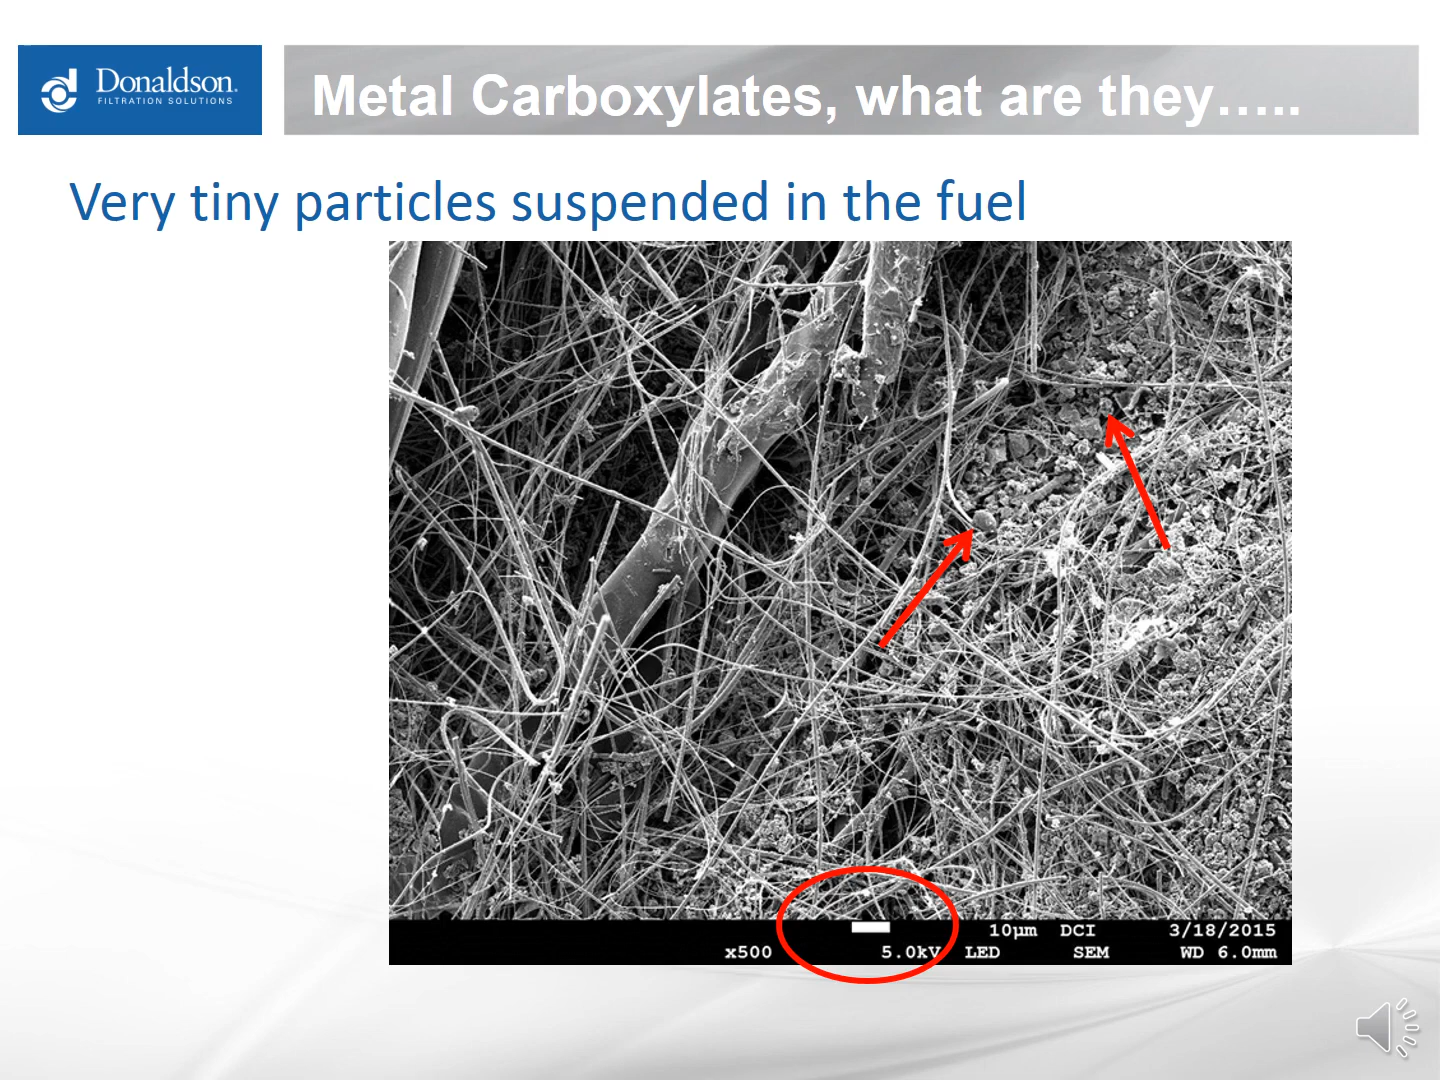 Donaldson.
FILTRATION SOLUTIONS
Metal Carboxylates, what are they…..
Very tiny particles suspended in the fuel
10µm DCI 3/18/2015
x500 5.0kV LED SEM WD 6.0mm